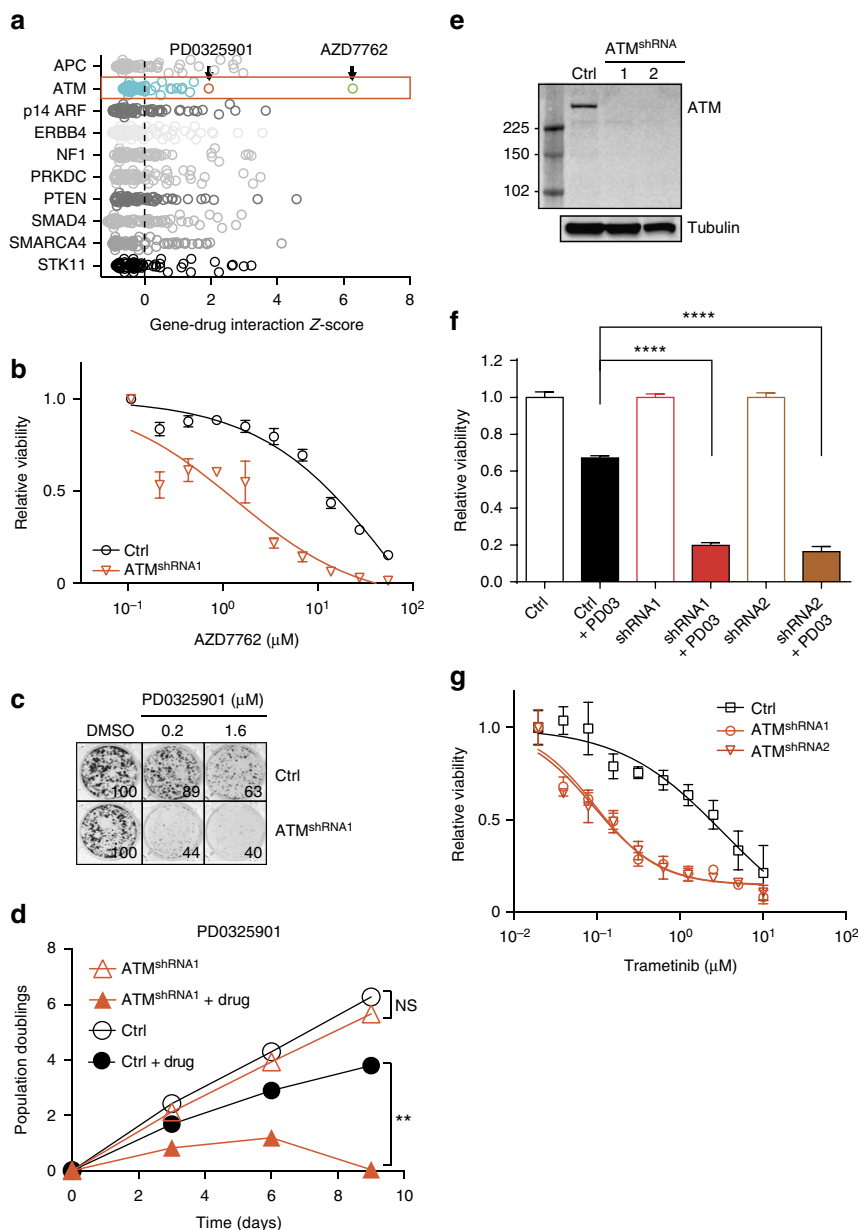 a
PD0325901 AZD7762
APC
ATM
p14 ARF
ERBB4
NF1
PRKDC
PTEN
SMAD4
SMARCA4
STK11
0 2 4 6 8
Gene-drug interaction Z-score
b
Relative viability
1.0
0.5
0
Ctrl
ATMshRNA1
10−1 100 101 102
AZD7762 (μM)
c
PD0325901 (μM)
DMSO 0.2 1.6
100 89 63 Ctrl
100 44 40 ATMshRNA1
d
PD0325901
Population doublings
8
6
4
2
0
ATMshRNA1
ATMshRNA1 + drug
Ctrl
Ctrl + drug
NS
**
0 2 4 6 8 10
Time (days)
e
ATMshRNA
Ctrl 1 2
ATM
225
150
102
Tubulin
f
****
****
Relative viabilityy
1.2
1.0
0.8
0.6
0.4
0.2
0.0
Ctrl
Ctrl + PD03
shRNA1
shRNA1 + PD03
shRNA2
shRNA2 + PD03
g
Relative viability
1.0
0.5
0
Ctrl
ATMshRNA1
ATMshRNA2
10−2 10−1 100 101
Trametinib (μM)